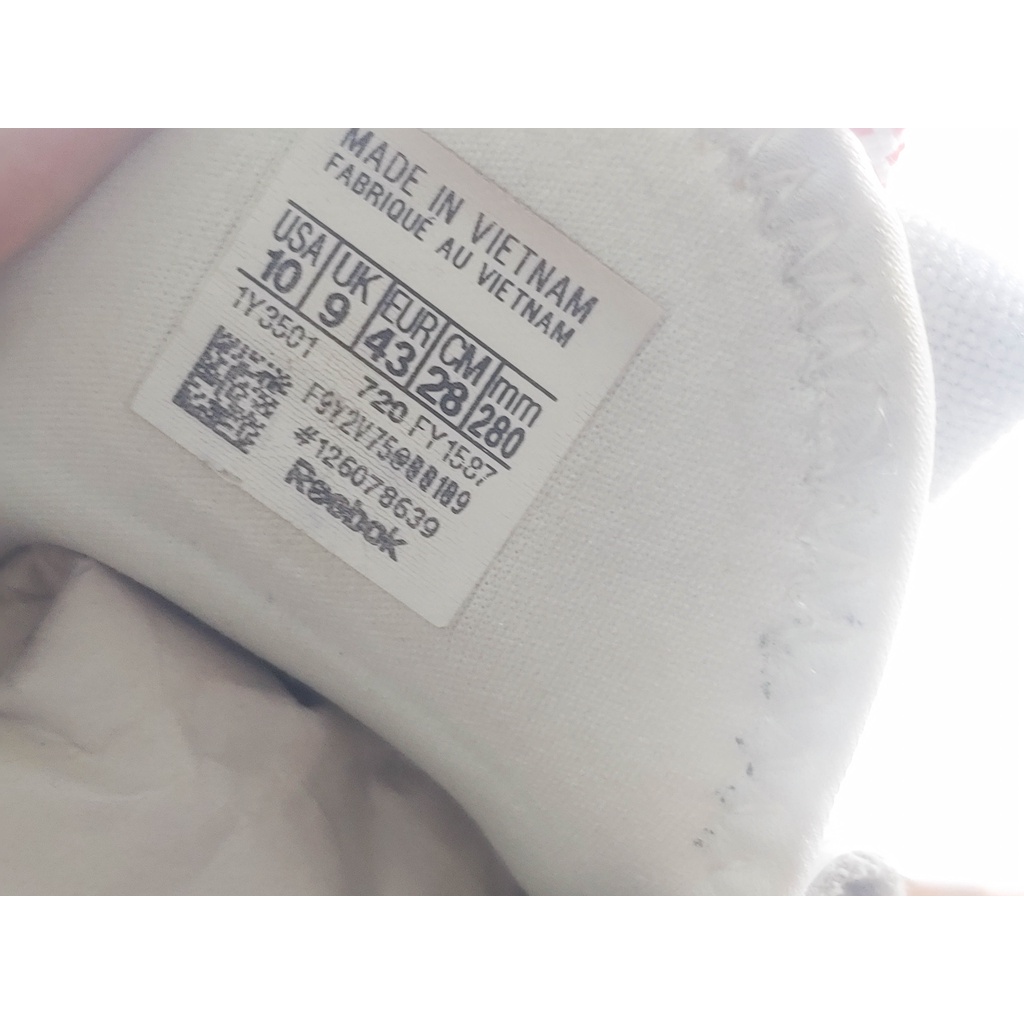 MADE IN VIETNAM
FABRIQUÉ AU VIETNAM
USA UK EUR CM mm
10 9 43 28 280
1Y3501 720 FY1587
#126078639
Reebok